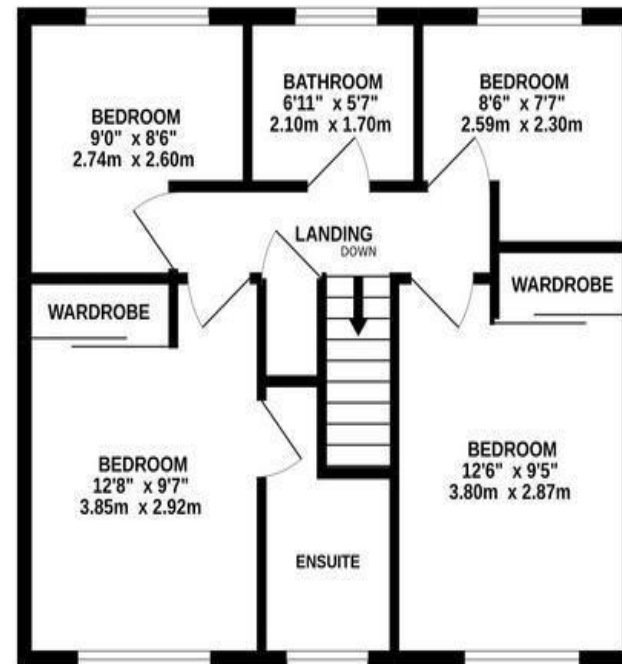 BEDROOM
9'0" x 8'6"
2.74m x 2.60m
BATHROOM
6'11" x 5'7"
2.10m x 1.70m
BEDROOM
8'6" x 7'7"
2.59m x 2.30m
LANDING
DOWN
WARDROBE
WARDROBE
BEDROOM
12'8" x 9'7"
3.85m x 2.92m
ENSUITE
BEDROOM
12'6" x 9'5"
3.80m x 2.87m